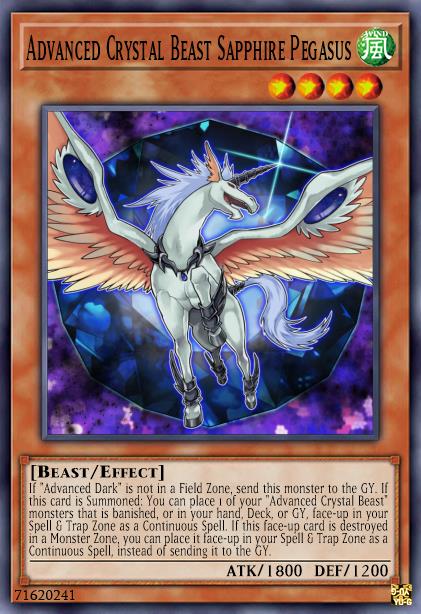 ADVANCED CRYSTAL BEAST SAPPHIRE PEGASUS
WIND
風
[BEAST/EFFECT]
If "Advanced Dark" is not in a Field Zone, send this monster to the GY. If
this card is Summoned: You can place 1 of your "Advanced Crystal Beast"
monsters that is banished, or in your hand, Deck, or GY, face-up in your
Spell & Trap Zone as a Continuous Spell. If this face-up card is destroyed
in a Monster Zone, you can place it face-up in your Spell & Trap Zone as a
Continuous Spell, instead of sending it to the GY.
ATK/1800 DEF/1200
71620241